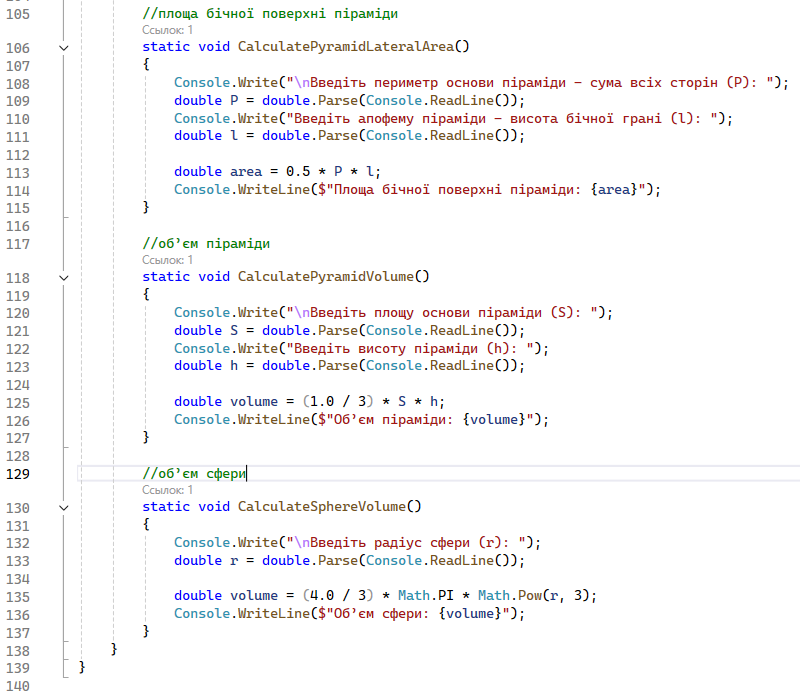 105 //площа бічної поверхні піраміди
Ссылок: 1
106 static void CalculatePyramidLateralArea()
107 {
108 Console.Write("\nВведіть периметр основи піраміди – сума всіх сторін (P): ");
109 double P = double.Parse(Console.ReadLine());
110 Console.Write("Введіть апофему піраміди – висота бічної грані (l): ");
111 double l = double.Parse(Console.ReadLine());
112
113 double area = 0.5 * P * l;
114 Console.WriteLine($"Площа бічної поверхні піраміди: {area}");
115 }
116
117 //об’єм піраміди
Ссылок: 1
118 static void CalculatePyramidVolume()
119 {
120 Console.Write("\nВведіть площу основи піраміди (S): ");
121 double S = double.Parse(Console.ReadLine());
122 Console.Write("Введіть висоту піраміди (h): ");
123 double h = double.Parse(Console.ReadLine());
124
125 double volume = (1.0 / 3) * S * h;
126 Console.WriteLine($"Об’єм піраміди: {volume}");
127 }
128
129 //об’єм сфери
Ссылок: 1
130 static void CalculateSphereVolume()
131 {
132 Console.Write("\nВведіть радіус сфери (r): ");
133 double r = double.Parse(Console.ReadLine());
134
135 double volume = (4.0 / 3) * Math.PI * Math.Pow(r, 3);
136 Console.WriteLine($"Об’єм сфери: {volume}");
137 }
138 }
139 }
140